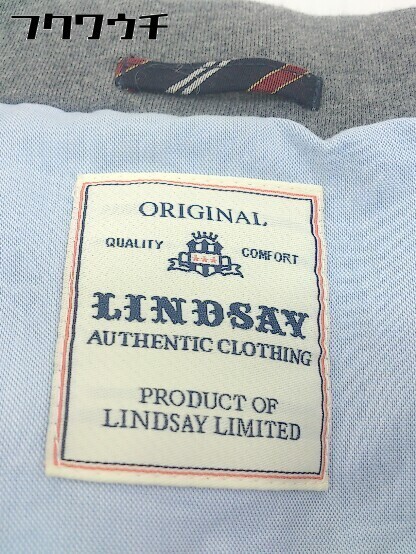 フクワウチ
ORIGINAL
QUALITY COMFORT
LINDSAY
AUTHENTIC CLOTHING
PRODUCT OF
LINDSAY LIMITED